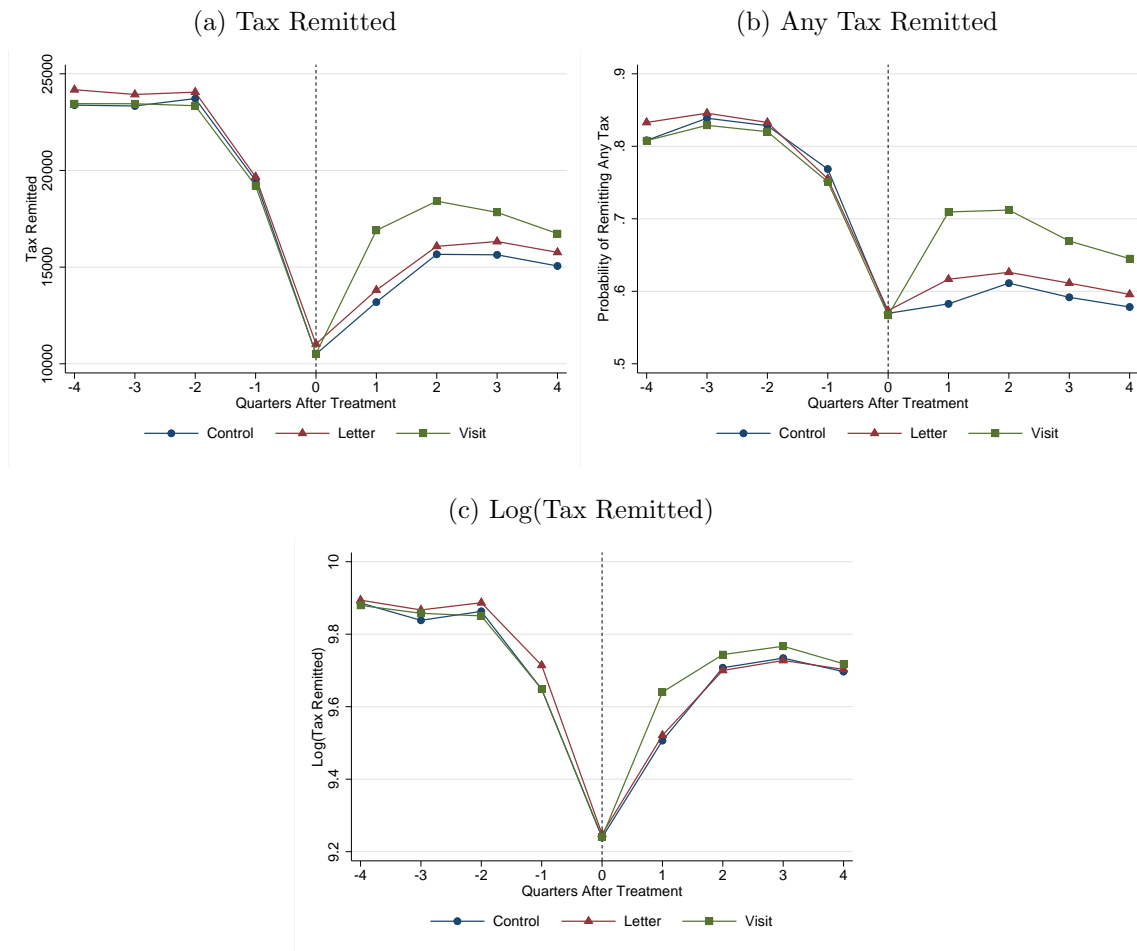 (a) Tax Remitted
Tax Remitted
25000
20000
15000
10000
-4 -3 -2 -1 0 1 2 3 4
Quarters After Treatment
Control Letter Visit
(b) Any Tax Remitted
Probability of Remitting Any Tax
.9
.8
.7
.6
.5
-4 -3 -2 -1 0 1 2 3 4
Quarters After Treatment
Control Letter Visit
(c) Log(Tax Remitted)
Log(Tax Remitted)
10
9.8
9.6
9.4
9.2
-4 -3 -2 -1 0 1 2 3 4
Quarters After Treatment
Control Letter Visit